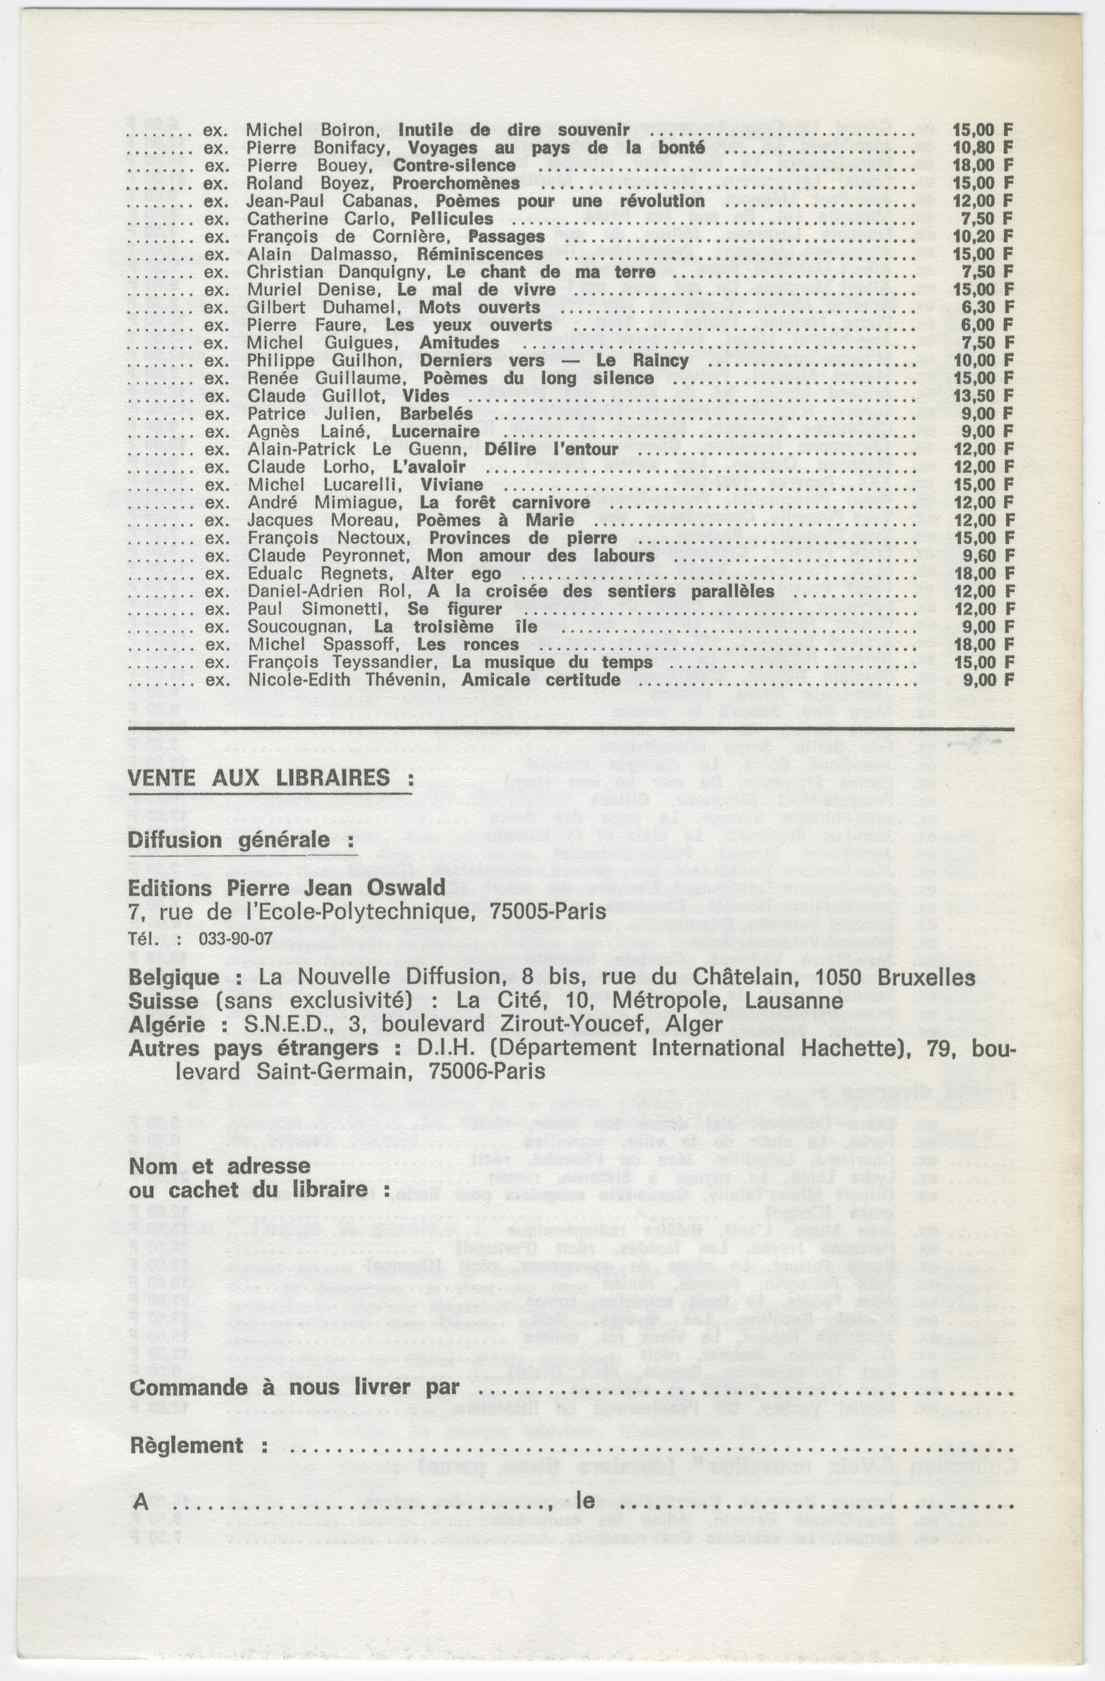 ........ ex. Michel Boiron, Inutile de dire souvenir .............................. 15,00 F
........ ex. Pierre Bonifacy, Voyages au pays de la bonté ...................... 10,80 F
........ ex. Pierre Bouey, Contre-silence ........................................... 18,00 F
........ ex. Roland Boyez, Proerchomènes ........................................... 15,00 F
........ ex. Jean-Paul Cabanas, Poèmes pour une révolution ...................... 12,00 F
........ ex. Catherine Carlo, Pellicules .............................................. 7,50 F
........ ex. François de Cornière, Passages ........................................ 10,20 F
........ ex. Alain Dalmasso, Réminiscences ........................................ 15,00 F
........ ex. Christian Danquigny, Le chant de ma terre ............................ 7,50 F
........ ex. Muriel Denise, Le mal de vivre ....................................... 15,00 F
........ ex. Gilbert Duhamel, Mots ouverts ......................................... 6,30 F
........ ex. Pierre Faure, Les yeux ouverts ....................................... 6,00 F
........ ex. Michel Guigues, Amitudes ............................................. 7,50 F
........ ex. Philippe Guilhon, Derniers vers — Le Raincy ........................ 10,00 F
........ ex. Renée Guillaume, Poèmes du long silence ............................ 15,00 F
........ ex. Claude Guillot, Vides ................................................... 13,50 F
........ ex. Patrice Julien, Barbelés ................................................ 9,00 F
........ ex. Agnès Lainé, Lucernaire ............................................... 9,00 F
........ ex. Alain-Patrick Le Guenn, Délire l'entour ................................ 12,00 F
........ ex. Claude Lorho, L'avaloir ................................................. 12,00 F
........ ex. Michel Lucarelli, Viviane ............................................... 15,00 F
........ ex. André Mimiague, La forêt carnivore ................................... 12,00 F
........ ex. Jacques Moreau, Poèmes à Marie ..................................... 12,00 F
........ ex. François Nectoux, Provinces de pierre ................................ 15,00 F
........ ex. Claude Peyronnet, Mon amour des labours ............................ 9,60 F
........ ex. Edualc Regnets, Alter ego ............................................. 18,00 F
........ ex. Daniel-Adrien Rol, A la croisée des sentiers parallèles .............. 12,00 F
........ ex. Paul Simonetti, Se figurer ............................................. 12,00 F
........ ex. Soucougnan, La troisième île ......................................... 9,00 F
........ ex. Michel Spassoff, Les ronces ........................................... 18,00 F
........ ex. François Teyssandier, La musique du temps ............................ 15,00 F
........ ex. Nicole-Edith Thévenin, Amicale certitude ................................ 9,00 F
VENTE AUX LIBRAIRES :
Diffusion générale :
Editions Pierre Jean Oswald
7, rue de l'Ecole-Polytechnique, 75005-Paris
Tél. : 033-90-07
Belgique : La Nouvelle Diffusion, 8 bis, rue du Châtelain, 1050 Bruxelles
Suisse (sans exclusivité) : La Cité, 10, Métropole, Lausanne
Algérie : S.N.E.D., 3, boulevard Zirout-Youcef, Alger
Autres pays étrangers : D.I.H. (Département International Hachette), 79, bou-
levard Saint-Germain, 75006-Paris
Nom et adresse
ou cachet du libraire :
Commande à nous livrer par ........................................
Règlement : ......................................................
A ............................, le ..............................